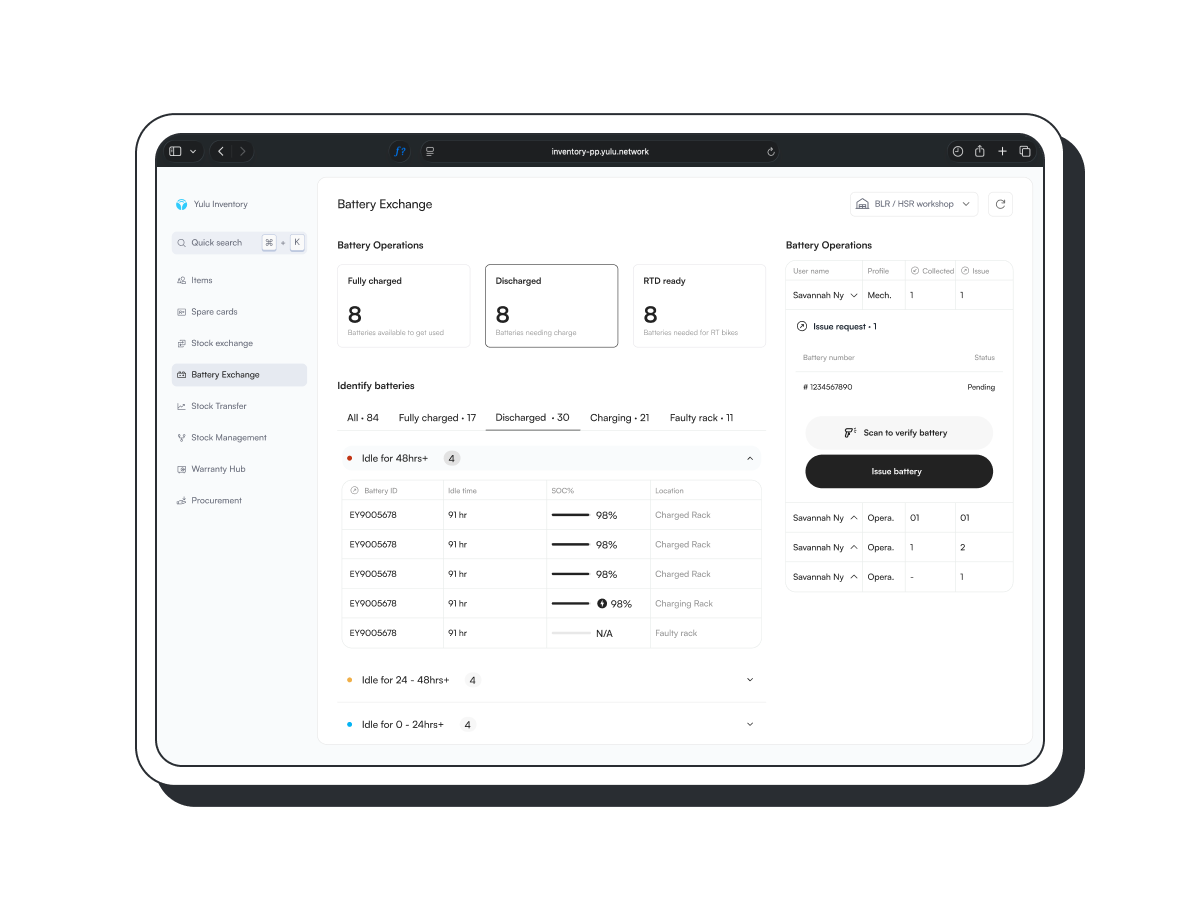 inventory-pp.yulu.network
Yulu Inventory
Quick search ⌘ + K
Items
Spare cards
Stock exchange
Battery Exchange
Stock Transfer
Stock Management
Warranty Hub
Procurement
Battery Exchange
BLR / HSR workshop
Battery Operations
Fully charged
8
Batteries available to get used
Discharged
8
Batteries needing charge
RTD ready
8
Batteries needed for RT bikes
Identify batteries
All • 84 Fully charged • 17 Discharged • 30 Charging • 21 Faulty rack • 11
Idle for 48hrs+ 4
Battery ID Idle time SOC% Location
EY9005678 91 hr 98% Charged Rack
EY9005678 91 hr 98% Charged Rack
EY9005678 91 hr 98% Charged Rack
EY9005678 91 hr 98% Charging Rack
EY9005678 91 hr N/A Faulty rack
Idle for 24 - 48hrs+ 4
Idle for 0 - 24hrs+ 4
Battery Operations
User name Profile Collected Issue
Savannah Ny Mech. 1 1
Issue request • 1
Battery number Status
# 1234567890 Pending
Scan to verify battery
Issue battery
Savannah Ny Opera. 01 01
Savannah Ny Opera. 1 2
Savannah Ny Opera. - 1